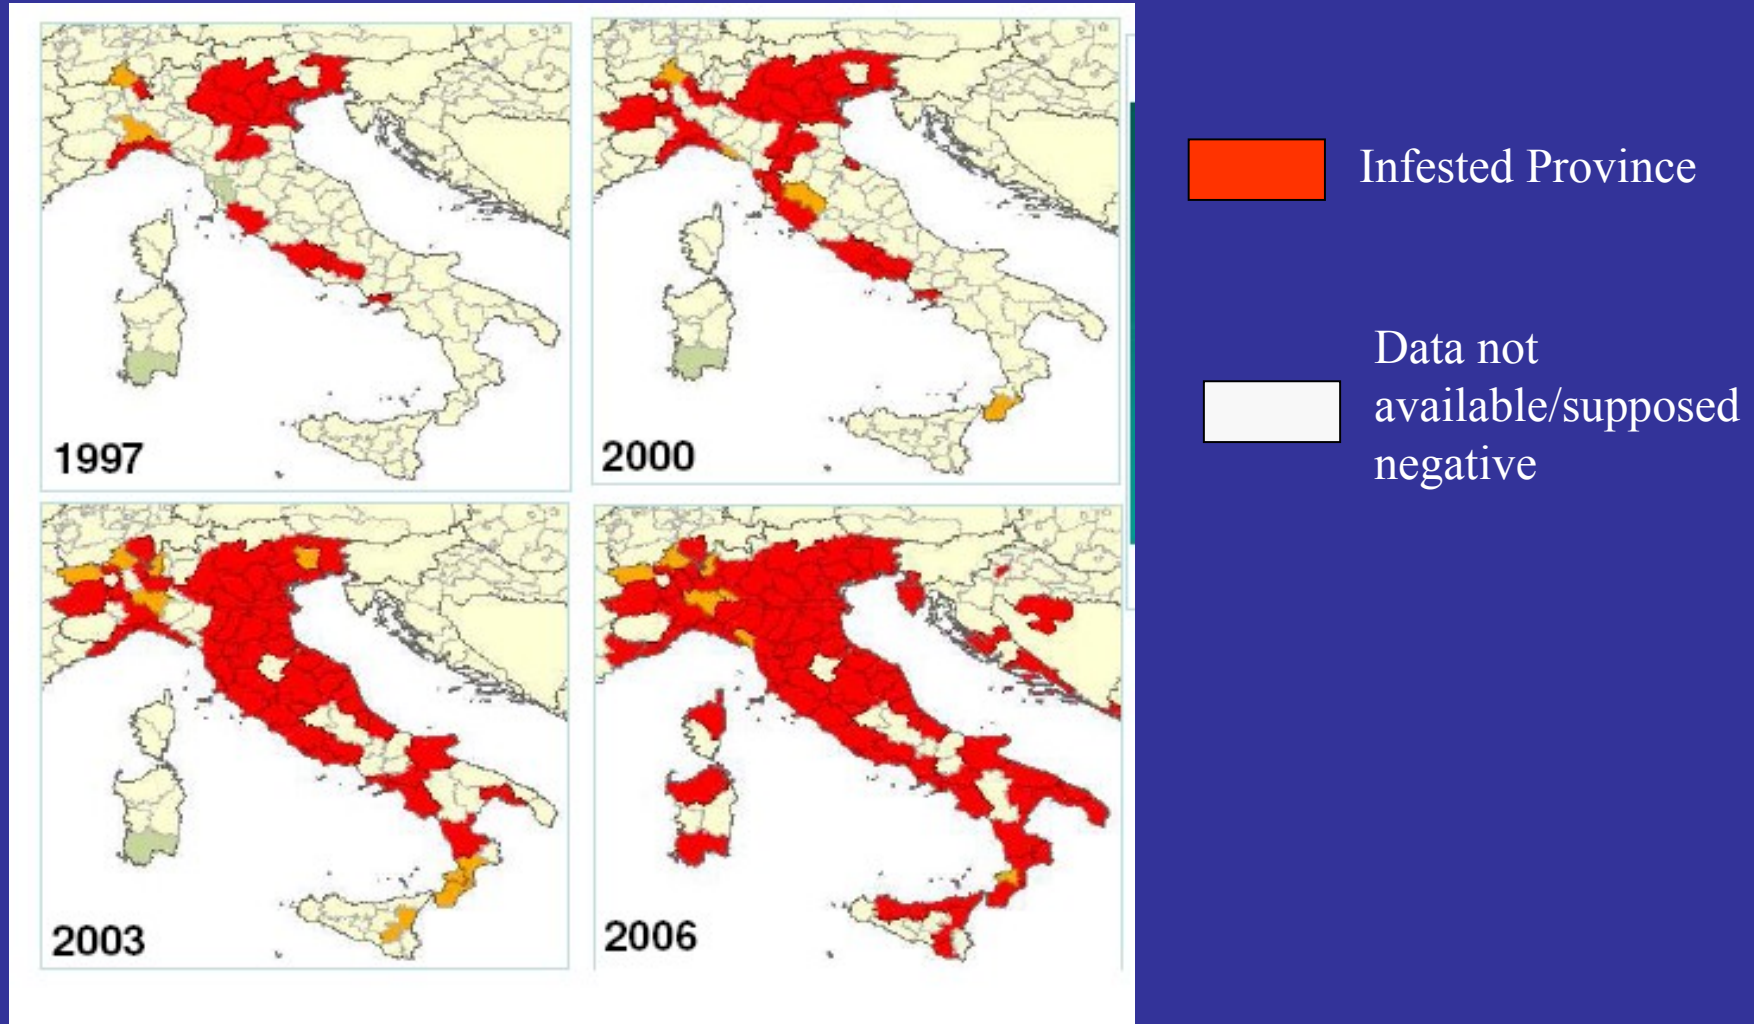 1997
2000
2003
2006
Infested Province
Data not
available/supposed
negative